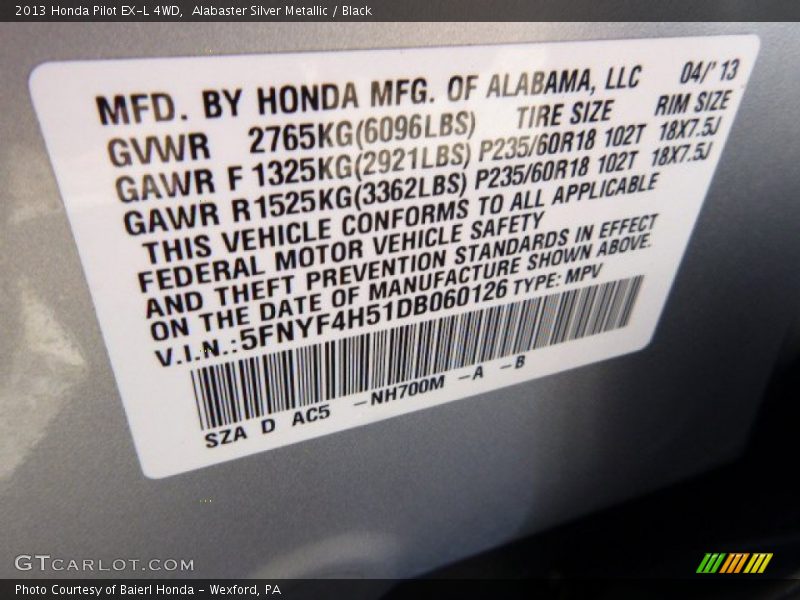 2013 Honda Pilot EX-L 4WD, Alabaster Silver Metallic / Black
MFD. BY HONDA MFG. OF ALABAMA, LLC 04/'13
GVWR 2765KG(6096LBS) TIRE SIZE RIM SIZE
GAWR F 1325KG(2921LBS) P235/60R18 102T 18X7.5J
GAWR R 1525KG(3362LBS) P235/60R18 102T 18X7.5J
THIS VEHICLE CONFORMS TO ALL APPLICABLE
FEDERAL MOTOR VEHICLE SAFETY
AND THEFT PREVENTION STANDARDS IN EFFECT
ON THE DATE OF MANUFACTURE SHOWN ABOVE.
V.I.N.: 5FNYF4H51DB060126 TYPE: MPV
SZA D AC5 -NH700M -A -B
GTCARLOT.COM
Photo Courtesy of Baierl Honda - Wexford, PA